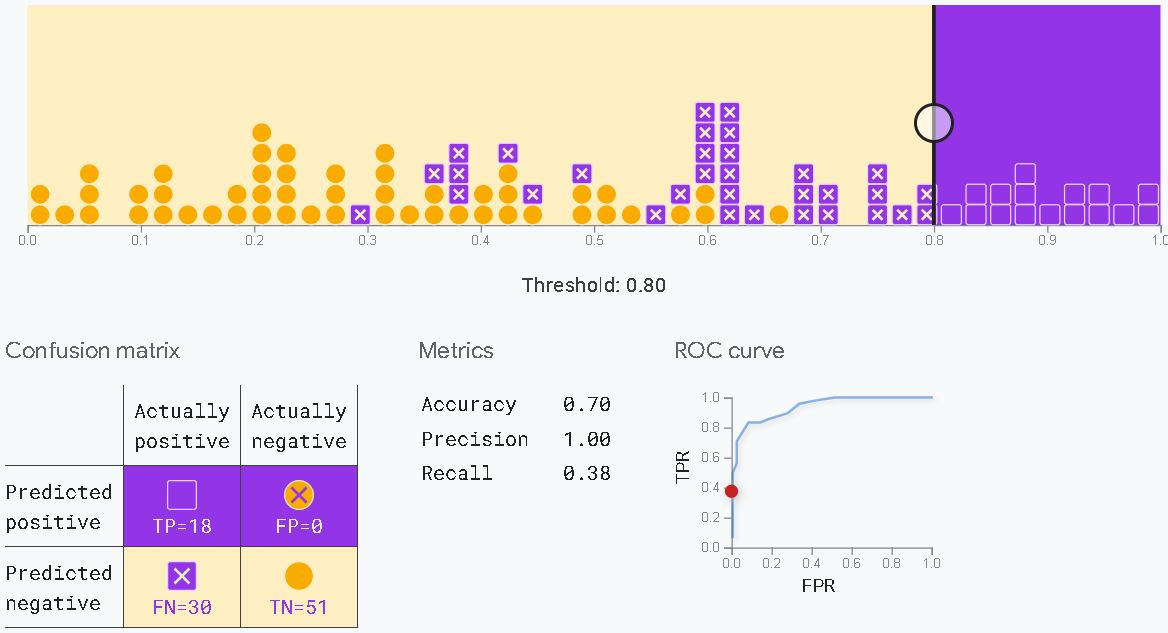 0.0 0.1 0.2 0.3 0.4 0.5 0.6 0.7 0.8 0.9 1.0
Threshold: 0.80
Confusion matrix
Actually positive
Actually negative
Predicted positive
TP=18
FP=0
Predicted negative
FN=30
TN=51
Metrics
Accuracy 0.70
Precision 1.00
Recall 0.38
ROC curve
TPR
1.0
0.8
0.6
0.4
0.2
0.0
0.0 0.2 0.4 0.6 0.8 1.0
FPR